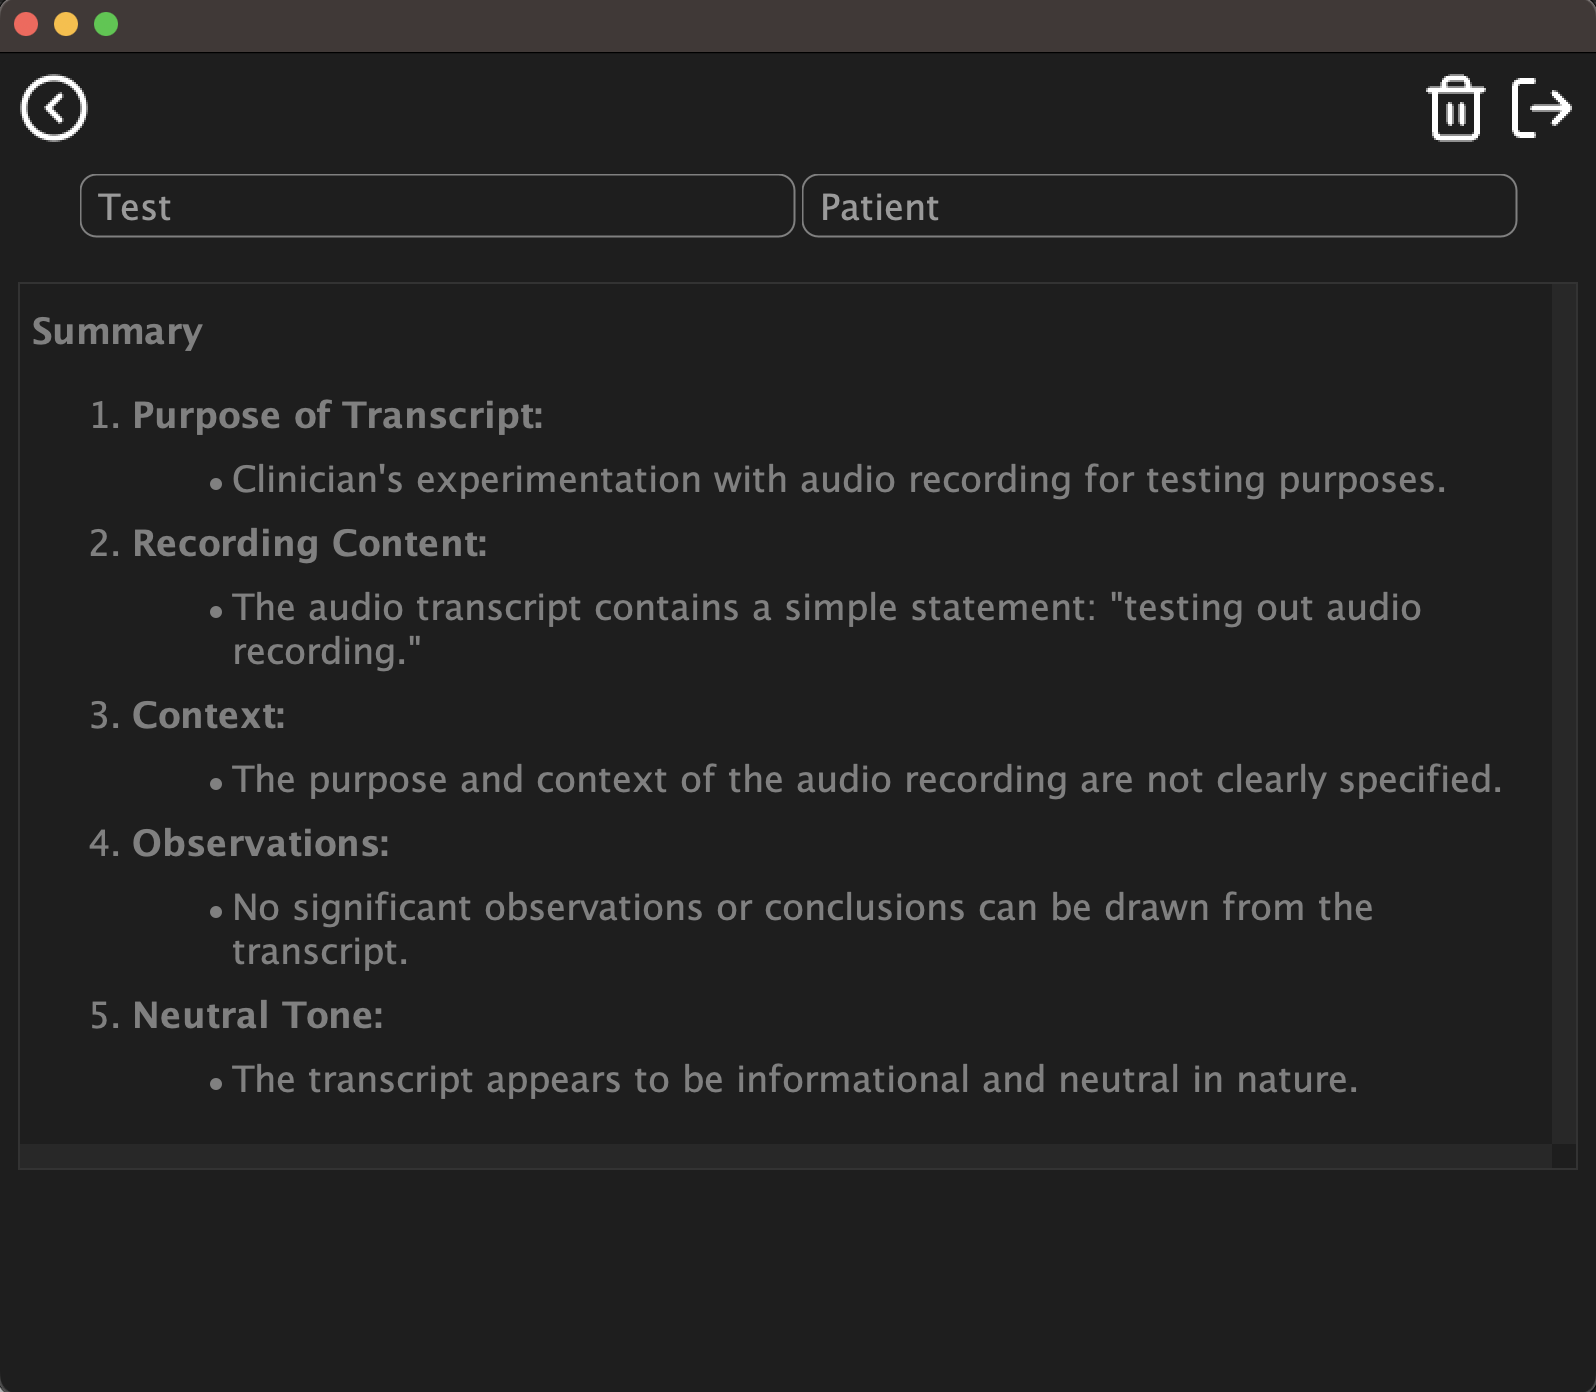 Test
Patient
Summary
1. Purpose of Transcript:
• Clinician's experimentation with audio recording for testing purposes.
2. Recording Content:
• The audio transcript contains a simple statement: "testing out audio
recording."
3. Context:
• The purpose and context of the audio recording are not clearly specified.
4. Observations:
• No significant observations or conclusions can be drawn from the
transcript.
5. Neutral Tone:
• The transcript appears to be informational and neutral in nature.